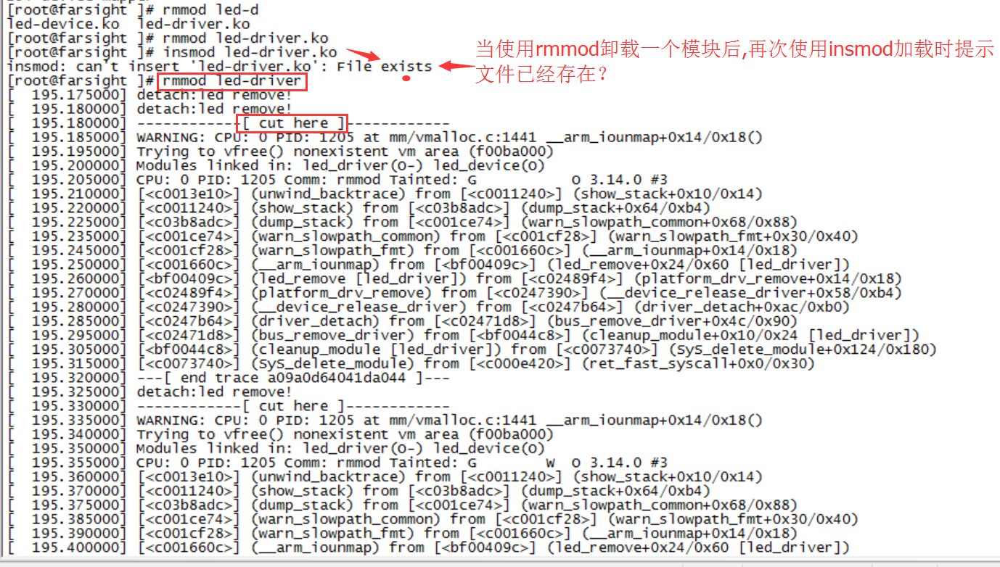 [root@farsight ]# rmmod led-d
led-device.ko  led-driver.ko
[root@farsight ]# rmmod led-driver.ko
[root@farsight ]# insmod led-driver.ko
insmod: can't insert 'led-driver.ko': File exists
当使用rmmod卸载一个模块后,再次使用insmod加载时提示
文件已经存在？
[root@farsight ]# rmmod led-driver
[  195.175000] detach:led remove!
[  195.180000] detach:led remove!
[  195.180000] ------------[ cut here ]------------
[  195.185000] WARNING: CPU: 0 PID: 1205 at mm/vmalloc.c:1441 __arm_iounmap+0x14/0x18()
[  195.195000] Trying to vfree() nonexistent vm area (f00ba000)
[  195.200000] Modules linked in: led_driver(O-) led_device(O)
[  195.205000] CPU: 0 PID: 1205 Comm: rmmod Tainted: G           O 3.14.0 #3
[  195.210000] [<c0013e10>] (unwind_backtrace) from [<c0011240>] (show_stack+0x10/0x14)
[  195.220000] [<c0011240>] (show_stack) from [<c03b8adc>] (dump_stack+0x64/0xb4)
[  195.225000] [<c03b8adc>] (dump_stack) from [<c001ce74>] (warn_slowpath_common+0x68/0x88)
[  195.235000] [<c001ce74>] (warn_slowpath_common) from [<c001cf28>] (warn_slowpath_fmt+0x30/0x40)
[  195.245000] [<c001cf28>] (warn_slowpath_fmt) from [<c001660c>] (__arm_iounmap+0x14/0x18)
[  195.250000] [<c001660c>] (__arm_iounmap) from [<bf00409c>] (led_remove+0x24/0x60 [led_driver])
[  195.260000] [<bf00409c>] (led_remove [led_driver]) from [<c02489f4>] (platform_drv_remove+0x14/0x18)
[  195.270000] [<c02489f4>] (platform_drv_remove) from [<c0247390>] (__device_release_driver+0x58/0xb4)
[  195.280000] [<c0247390>] (__device_release_driver) from [<c0247b64>] (driver_detach+0xac/0xb0)
[  195.285000] [<c0247b64>] (driver_detach) from [<c02471d8>] (bus_remove_driver+0x4c/0x90)
[  195.295000] [<c02471d8>] (bus_remove_driver) from [<bf0044c8>] (cleanup_module+0x10/0x24 [led_driver])
[  195.305000] [<bf0044c8>] (cleanup_module [led_driver]) from [<c0073740>] (SyS_delete_module+0x124/0x180)
[  195.315000] [<c0073740>] (SyS_delete_module) from [<c000e420>] (ret_fast_syscall+0x0/0x30)
[  195.320000] ---[ end trace a09a0d64041da044 ]---
[  195.325000] detach:led remove!
[  195.330000] ------------[ cut here ]------------
[  195.335000] WARNING: CPU: 0 PID: 1205 at mm/vmalloc.c:1441 __arm_iounmap+0x14/0x18()
[  195.340000] Trying to vfree() nonexistent vm area (f00ba000)
[  195.350000] Modules linked in: led_driver(O-) led_device(O)
[  195.355000] CPU: 0 PID: 1205 Comm: rmmod Tainted: G        W  O 3.14.0 #3
[  195.360000] [<c0013e10>] (unwind_backtrace) from [<c0011240>] (show_stack+0x10/0x14)
[  195.370000] [<c0011240>] (show_stack) from [<c03b8adc>] (dump_stack+0x64/0xb4)
[  195.375000] [<c03b8adc>] (dump_stack) from [<c001ce74>] (warn_slowpath_common+0x68/0x88)
[  195.385000] [<c001ce74>] (warn_slowpath_common) from [<c001cf28>] (warn_slowpath_fmt+0x30/0x40)
[  195.390000] [<c001cf28>] (warn_slowpath_fmt) from [<c001660c>] (__arm_iounmap+0x14/0x18)
[  195.400000] [<c001660c>] (__arm_iounmap) from [<bf00409c>] (led_remove+0x24/0x60 [led_driver])